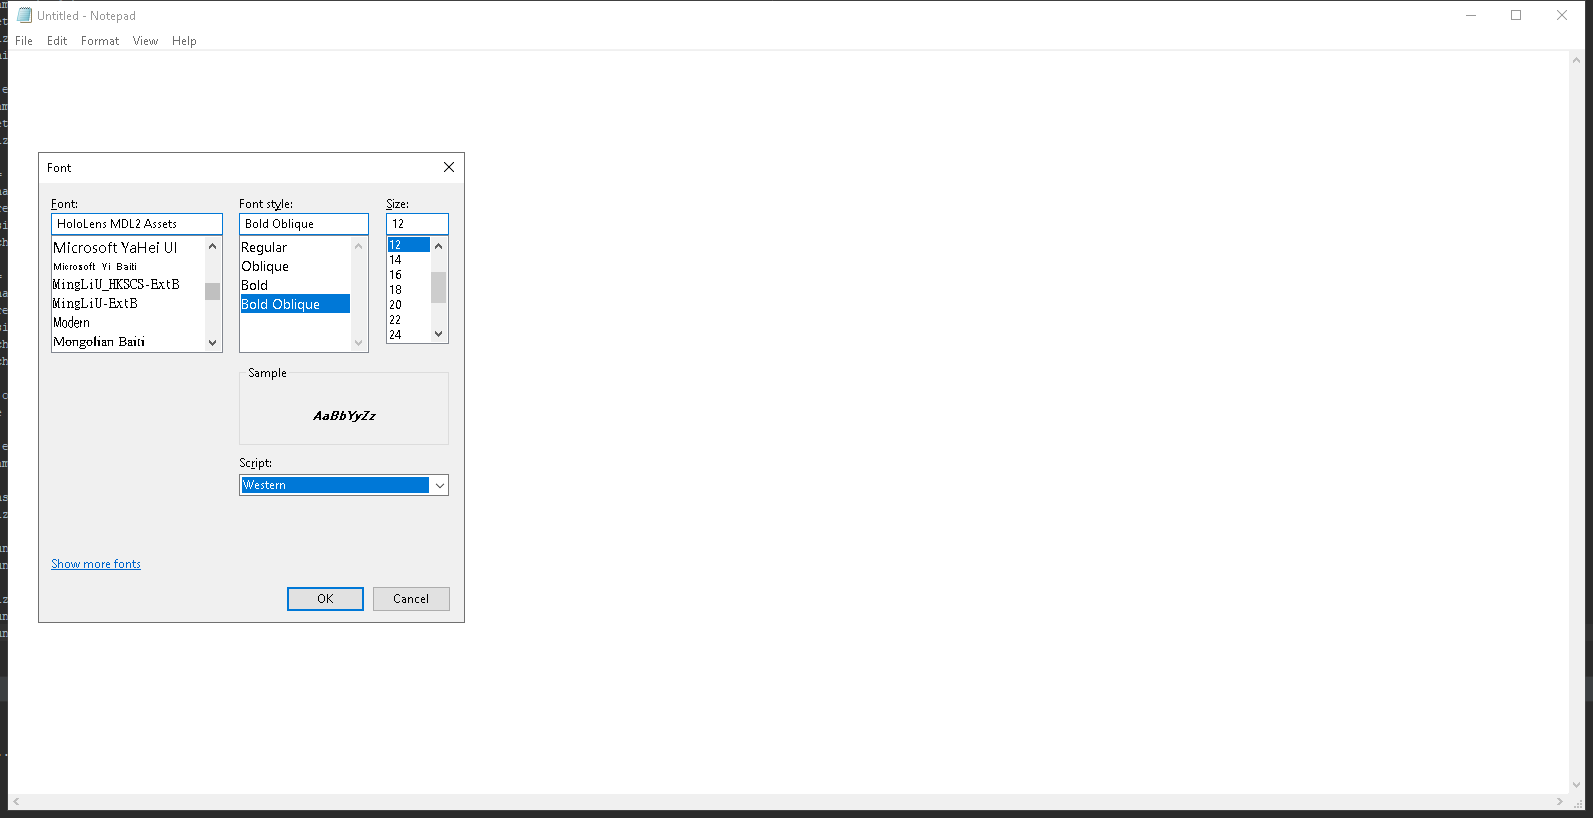 Untitled - Notepad
File Edit Format View Help
Font
Font: Font style: Size:
HoloLens MDL2 Assets Bold Oblique 12
Microsoft YaHei UI Regular 12
Microsoft Yi Baiti Oblique 14
MingLiU_HKSCS-ExtB Bold 16
MingLiU-ExtB Bold Oblique 18
Modern 20
Mongolian Baiti 22
24
Sample
AaBbYyZz
Script:
Western
Show more fonts
OK Cancel